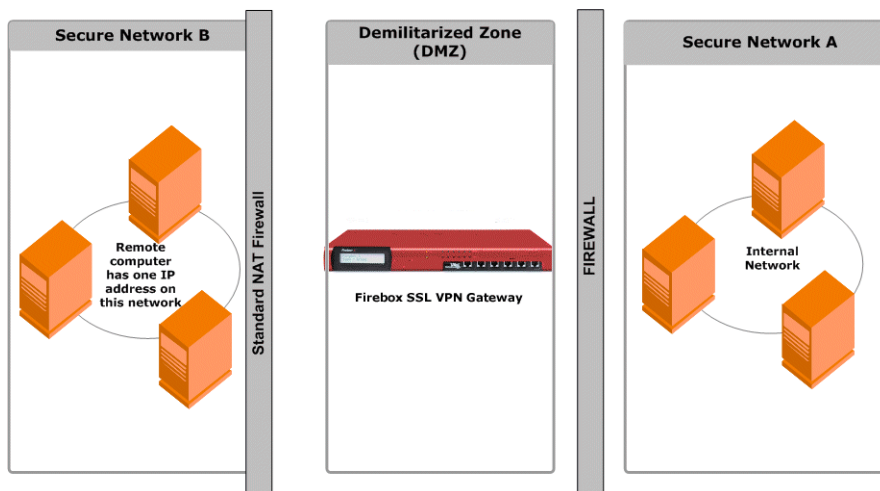 Secure Network B
Demilitarized Zone
(DMZ)
Secure Network A
Standard NAT Firewall
FIREWALL
Remote
computer
has one IP
address on
this network
Firebox SSL VPN Gateway
Internal
Network